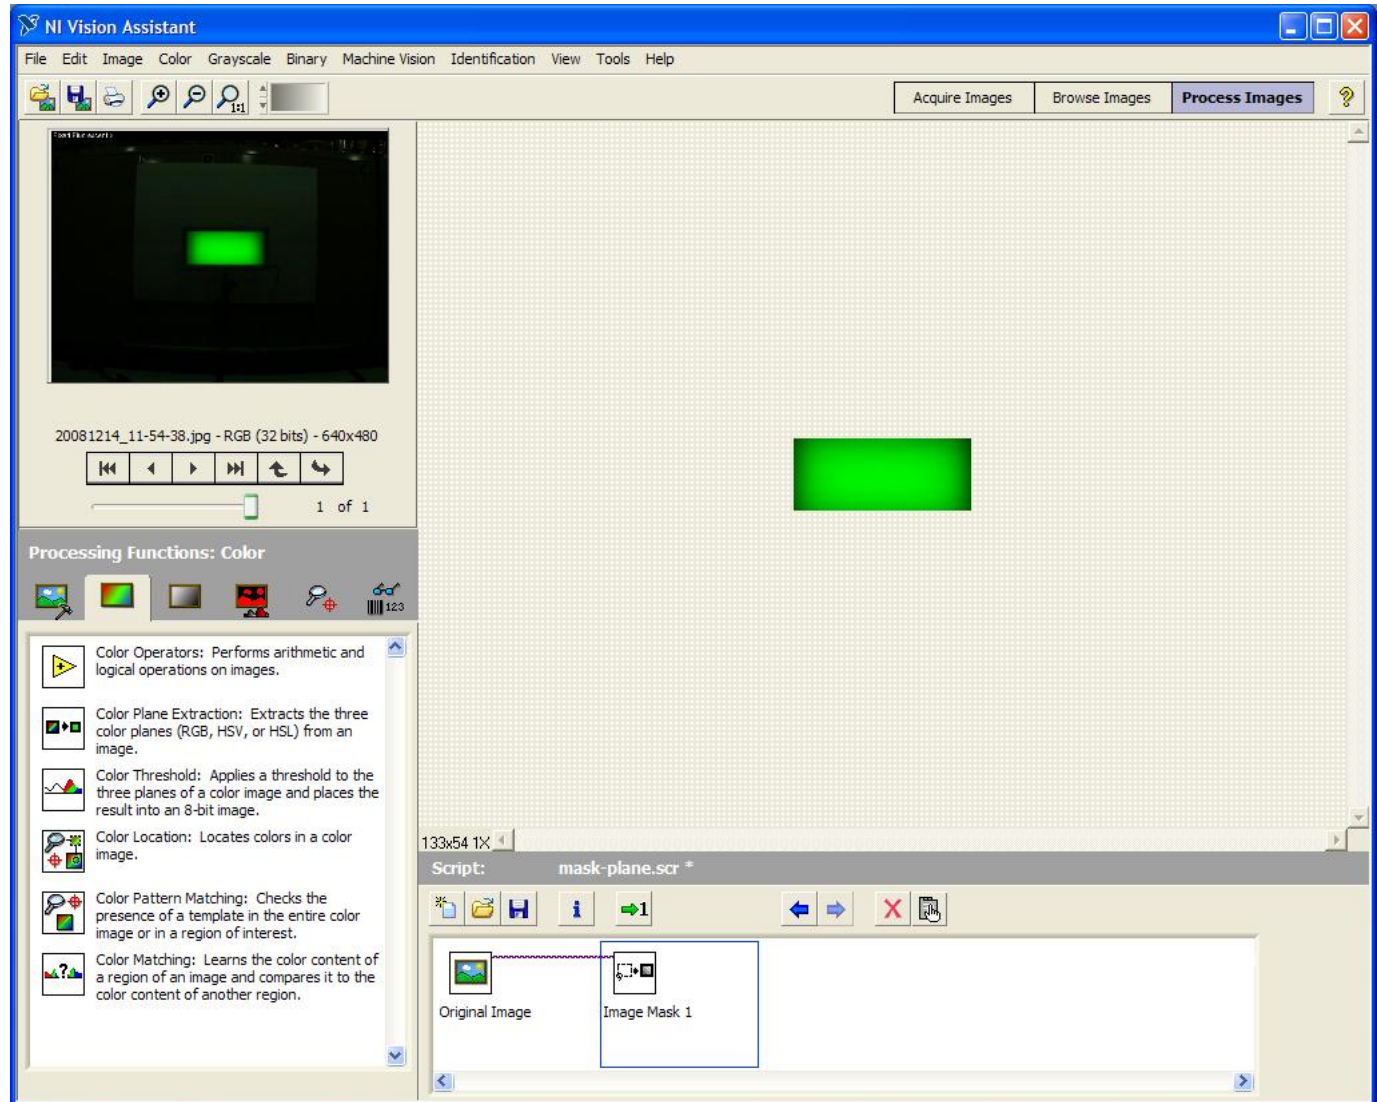 NI Vision Assistant
File Edit Image Color Grayscale Binary Machine Vision Identification View Tools Help
1:1
Acquire Images Browse Images Process Images
20081214_11-54-38.jpg - RGB (32 bits) - 640x480
1 of 1
Processing Functions: Color
123
Color Operators: Performs arithmetic and
logical operations on images.
Color Plane Extraction: Extracts the three
color planes (RGB, HSV, or HSL) from an
image.
Color Threshold: Applies a threshold to the
three planes of a color image and places the
result into an 8-bit image.
Color Location: Locates colors in a color
image.
Color Pattern Matching: Checks the
presence of a template in the entire color
image or in a region of interest.
Color Matching: Learns the color content of
a region of an image and compares it to the
color content of another region.
133x54 1X
Script: mask-plane.scr *
1
Original Image
Image Mask 1